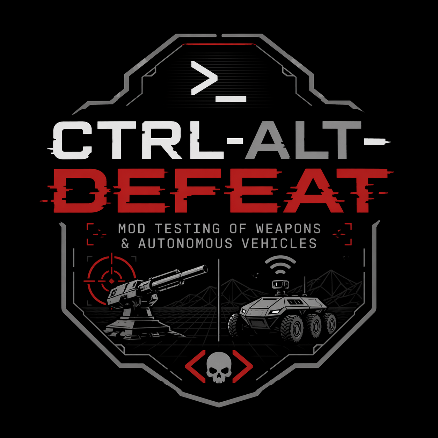 >_
CTRL-ALT-
DEFEAT
MOD TESTING OF WEAPONS
& AUTONOMOUS VEHICLES
< >